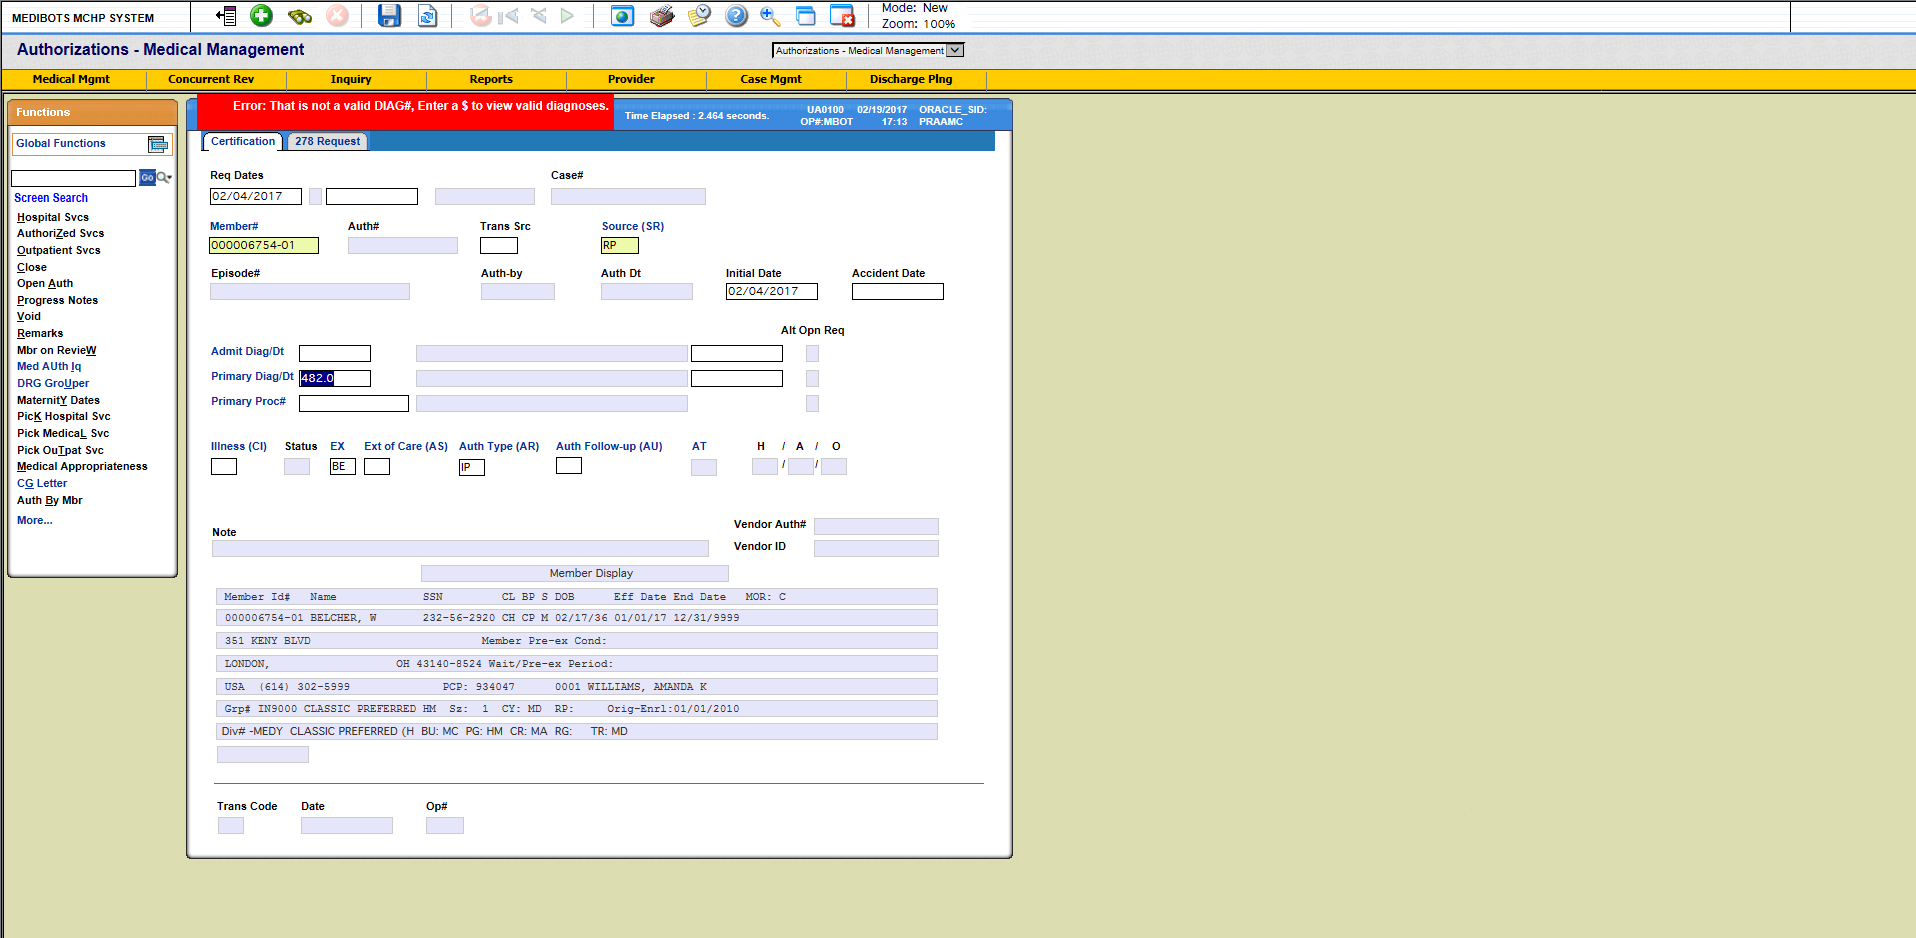 MEDIBOTS MCHP SYSTEM
Mode: New
Zoom: 100%
Authorizations - Medical Management
Authorizations - Medical Management
Medical Mgmt Concurrent Rev Inquiry Reports Provider Case Mgmt Discharge Plng
Functions
Global Functions
Go
Screen Search
Hospital Svcs
AuthoriZed Svcs
Outpatient Svcs
Close
Open Auth
Progress Notes
Void
Remarks
Mbr on RevieW
Med AUth Iq
DRG GroUper
MaternitY Dates
PicK Hospital Svc
Pick MedicaL Svc
Pick OuTpat Svc
Medical Appropriateness
CG Letter
Auth By Mbr
More...
Error: That is not a valid DIAG#, Enter a $ to view valid diagnoses.
Time Elapsed : 2.464 seconds.
UA0100 02/19/2017 ORACLE_SID:
OP#:MBOT 17:13 PRAAMC
Certification 278 Request
Req Dates Case#
02/04/2017
Member# Auth# Trans Src Source (SR)
000006754-01 RP
Episode# Auth-by Auth Dt Initial Date Accident Date
02/04/2017
Alt Opn Req
Admit Diag/Dt
Primary Diag/Dt 482.0
Primary Proc#
Illness (CI) Status EX Ext of Care (AS) Auth Type (AR) Auth Follow-up (AU) AT H / A / O
BE IP / /
Vendor Auth#
Note
Vendor ID
Member Display
Member Id# Name SSN CL BP S DOB Eff Date End Date MOR: C
000006754-01 BELCHER, W 232-56-2920 CH CP M 02/17/36 01/01/17 12/31/9999
351 KENY BLVD Member Pre-ex Cond:
LONDON, OH 43140-8524 Wait/Pre-ex Period:
USA (614) 302-5999 PCP: 934047 0001 WILLIAMS, AMANDA K
Grp# IN9000 CLASSIC PREFERRED HM Sz: 1 CY: MD RP: Orig-Enrl:01/01/2010
Div# -MEDY CLASSIC PREFERRED (H BU: MC PG: HM CR: MA RG: TR: MD
Trans Code Date Op#